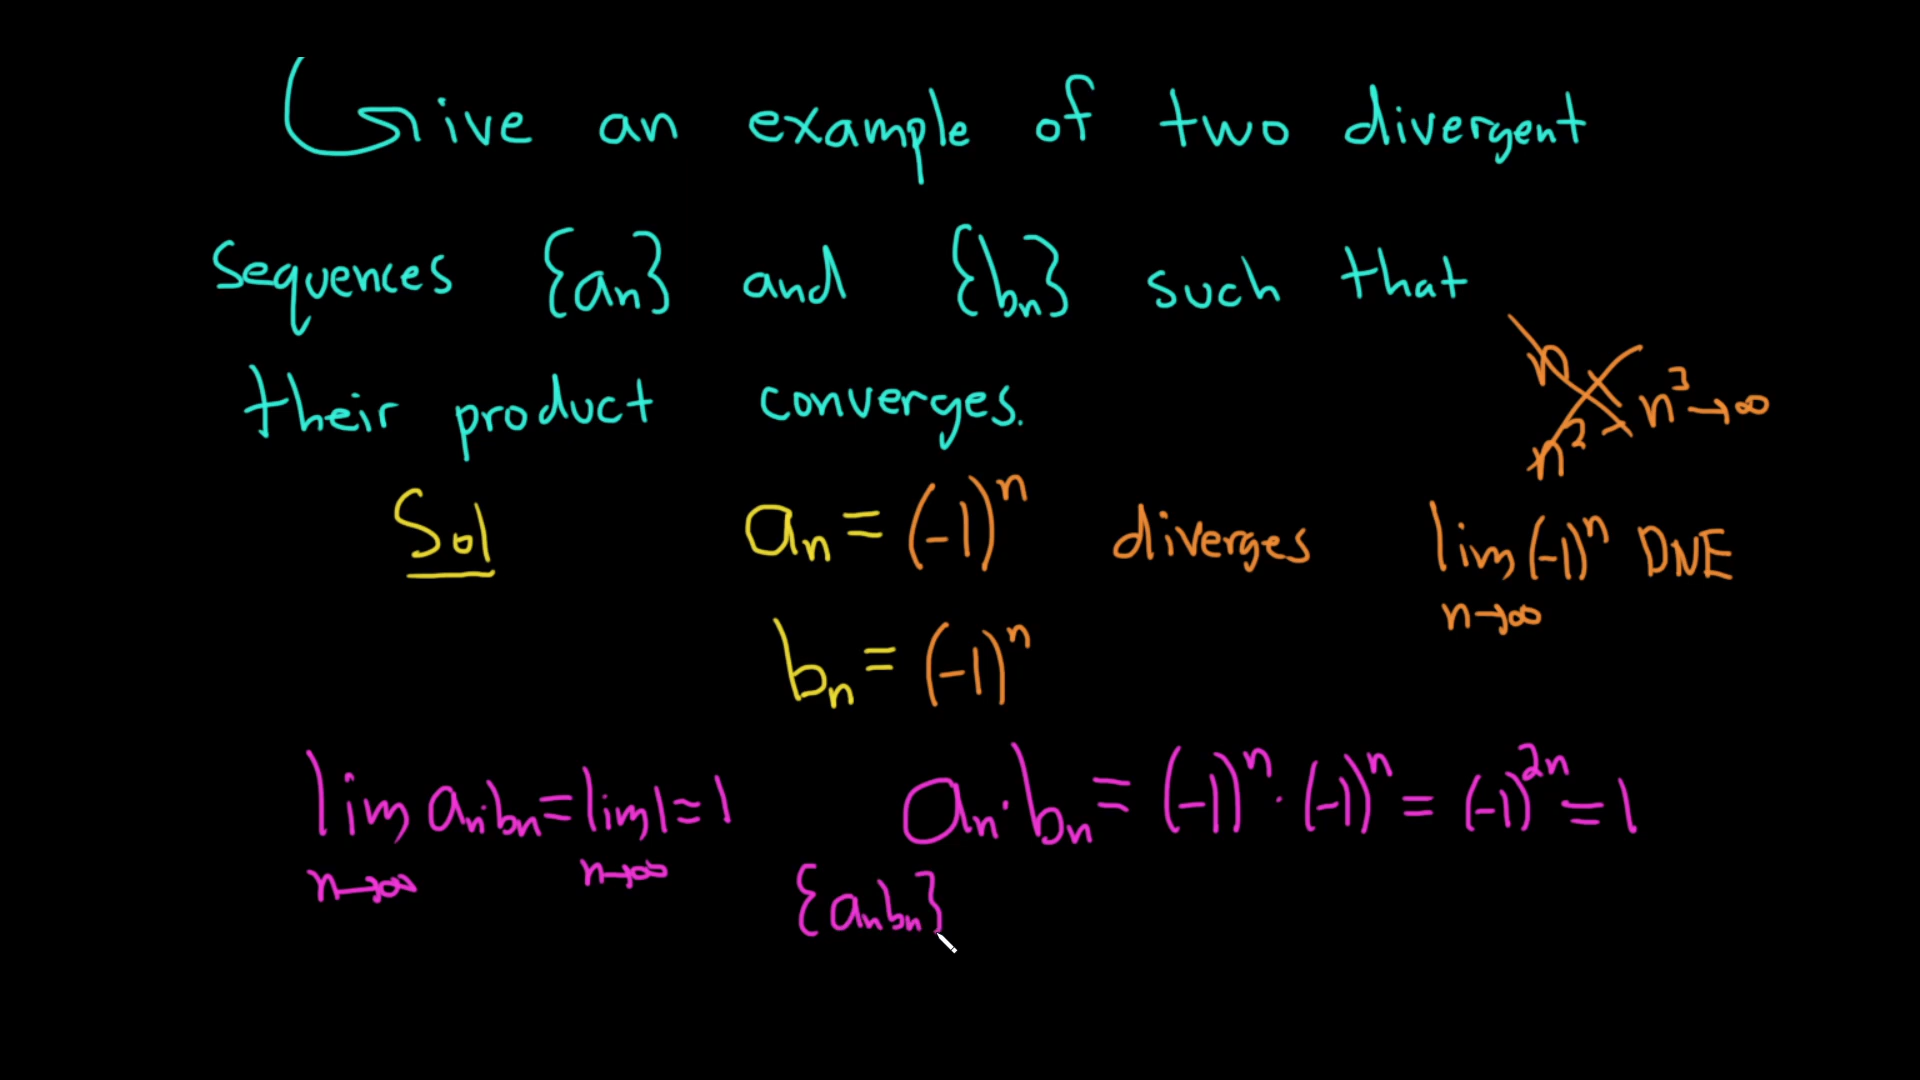 Give an example of two divergent
sequences {aₙ} and {bₙ} such that
their product converges.
n
n² · n³ → ∞
Sol aₙ = (-1)ⁿ diverges lim (-1)ⁿ DNE
n→∞
bₙ = (-1)ⁿ
lim aₙ·bₙ = lim 1 = 1 aₙ·bₙ = (-1)ⁿ · (-1)ⁿ = (-1)²ⁿ = 1
n→∞ n→∞
{aₙbₙ}